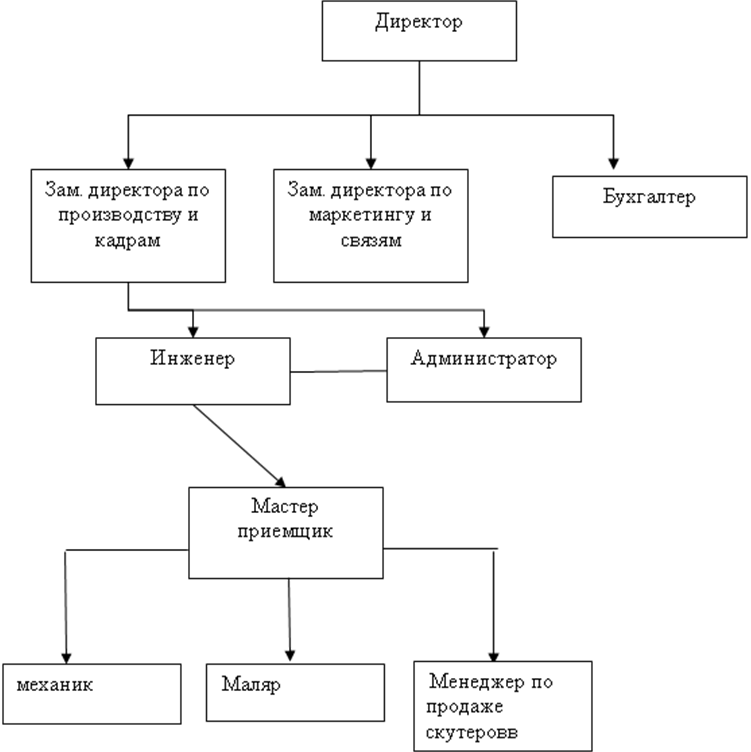 Директор
Зам. директора по
производству и
кадрам
Зам. директора по
маркетингу и
связям
Бухгалтер
Инженер
Администратор
Мастер
приемщик
механик
Маляр
Менеджер по
продаже
скутеровв